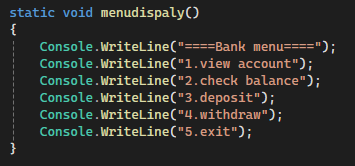 static void menudispaly()
{
    Console.WriteLine("====Bank menu====");
    Console.WriteLine("1.view account");
    Console.WriteLine("2.check balance");
    Console.WriteLine("3.deposit");
    Console.WriteLine("4.withdraw");
    Console.WriteLine("5.exit");
}